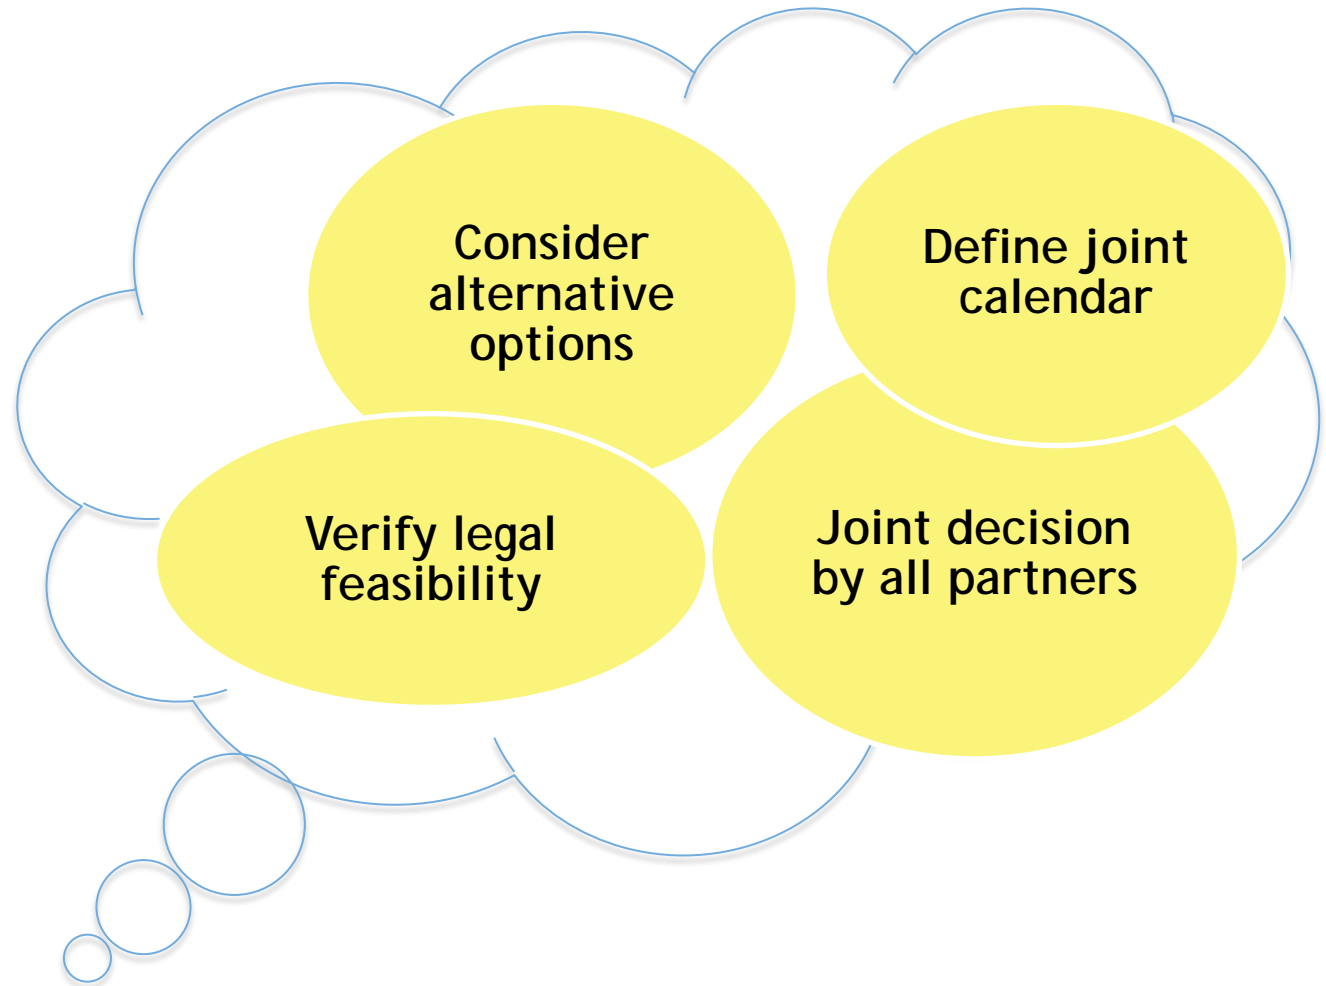 Consider
alternative
options
Define joint
calendar
Verify legal
feasibility
Joint decision
by all partners